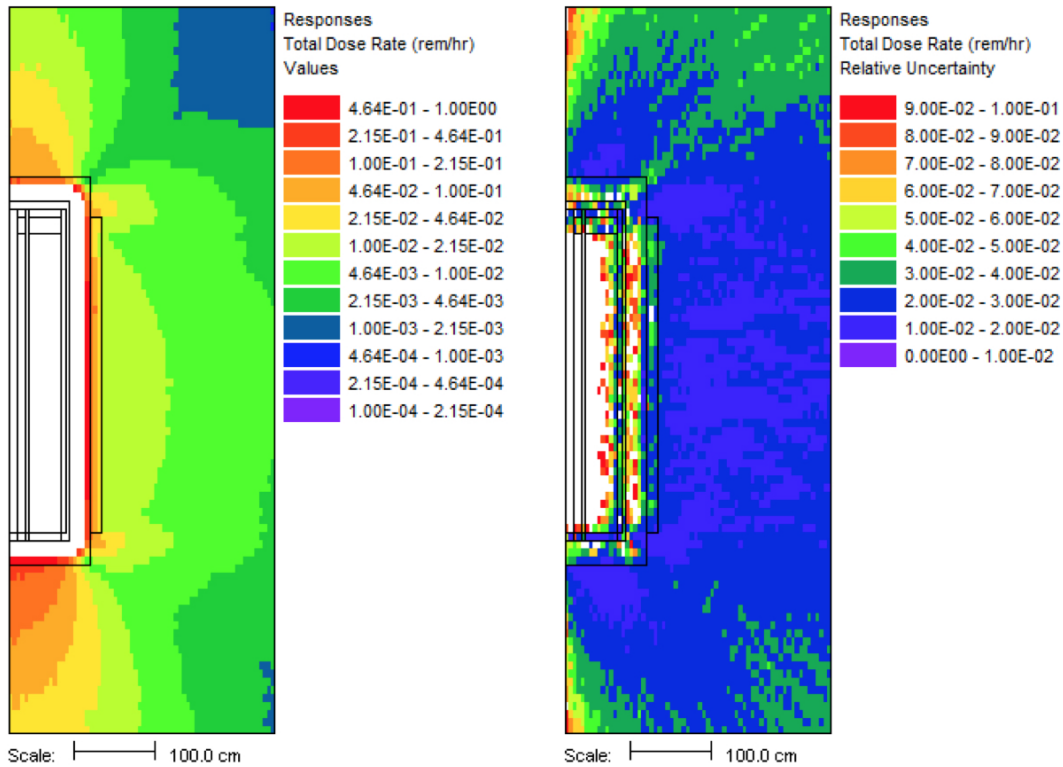 Responses
Total Dose Rate (rem/hr)
Values
4.64E-01 - 1.00E00
2.15E-01 - 4.64E-01
1.00E-01 - 2.15E-01
4.64E-02 - 1.00E-01
2.15E-02 - 4.64E-02
1.00E-02 - 2.15E-02
4.64E-03 - 1.00E-02
2.15E-03 - 4.64E-03
1.00E-03 - 2.15E-03
4.64E-04 - 1.00E-03
2.15E-04 - 4.64E-04
1.00E-04 - 2.15E-04
Scale: 100.0 cm
Responses
Total Dose Rate (rem/hr)
Relative Uncertainty
9.00E-02 - 1.00E-01
8.00E-02 - 9.00E-02
7.00E-02 - 8.00E-02
6.00E-02 - 7.00E-02
5.00E-02 - 6.00E-02
4.00E-02 - 5.00E-02
3.00E-02 - 4.00E-02
2.00E-02 - 3.00E-02
1.00E-02 - 2.00E-02
0.00E00 - 1.00E-02
Scale: 100.0 cm